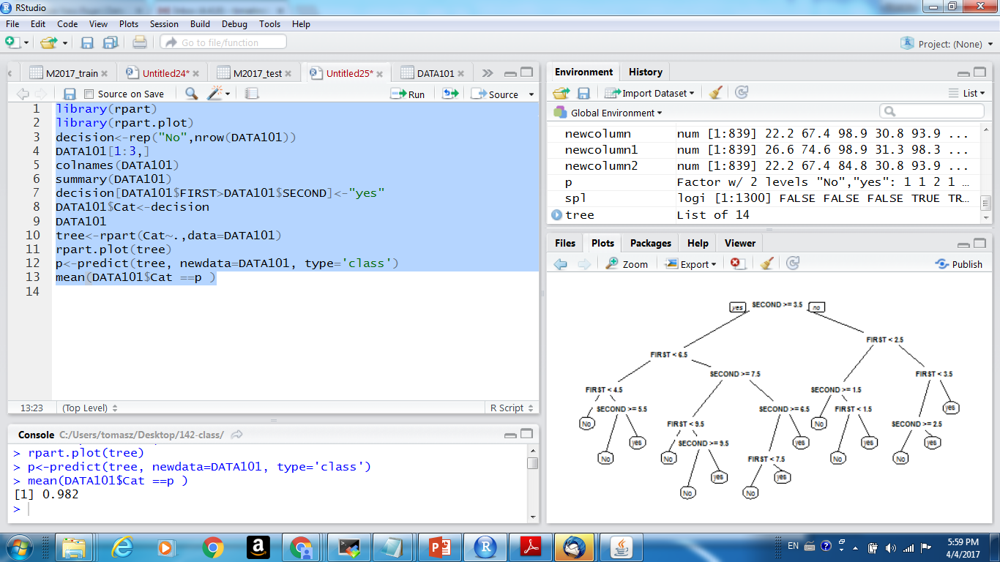 RStudio
File Edit Code View Plots Session Build Debug Tools Help
Go to file/function
Project: (None)
M2017_train Untitled24* M2017_test Untitled25* DATA101
Source on Save Run Source
1 library(rpart)
2 library(rpart.plot)
3 decision<-rep("No",nrow(DATA101))
4 DATA101[1:3,]
5 colnames(DATA101)
6 summary(DATA101)
7 decision[DATA101$FIRST>DATA101$SECOND]<-"yes"
8 DATA101$Cat<-decision
9 DATA101
10 tree<-rpart(Cat~.,data=DATA101)
11 rpart.plot(tree)
12 p<-predict(tree, newdata=DATA101, type='class')
13 mean(DATA101$Cat ==p )
14
13:23 (Top Level) R Script
Console C:/Users/tomasz/Desktop/142-class/
> rpart.plot(tree)
> p<-predict(tree, newdata=DATA101, type='class')
> mean(DATA101$Cat ==p )
[1] 0.982
>
Environment History
Import Dataset List
Global Environment
newcolumn num [1:839] 22.2 67.4 98.9 30.8 93.9 ...
newcolumn1 num [1:839] 26.6 74.6 98.9 31.3 98.3 ...
newcolumn2 num [1:839] 22.2 67.4 84.8 30.8 93.9 ...
p Factor w/ 2 levels "No","yes": 1 1 2 1 …
spl logi [1:1300] FALSE FALSE FALSE TRUE TR…
tree List of 14
Files Plots Packages Help Viewer
Zoom Export Publish
yes SECOND >= 3.5 no
FIRST < 2.5
FIRST < 6.5
SECOND >= 7.5 FIRST < 3.5
FIRST < 4.5 SECOND >= 1.5
SECOND >= 5.5 SECOND >= 6.5 FIRST < 1.5 yes
No FIRST < 9.5 No SECOND >= 2.5
yes SECOND >= 9.5 yes yes yes
No No FIRST < 7.5 No No
yes yes
No No
EN 5:59 PM
4/4/2017